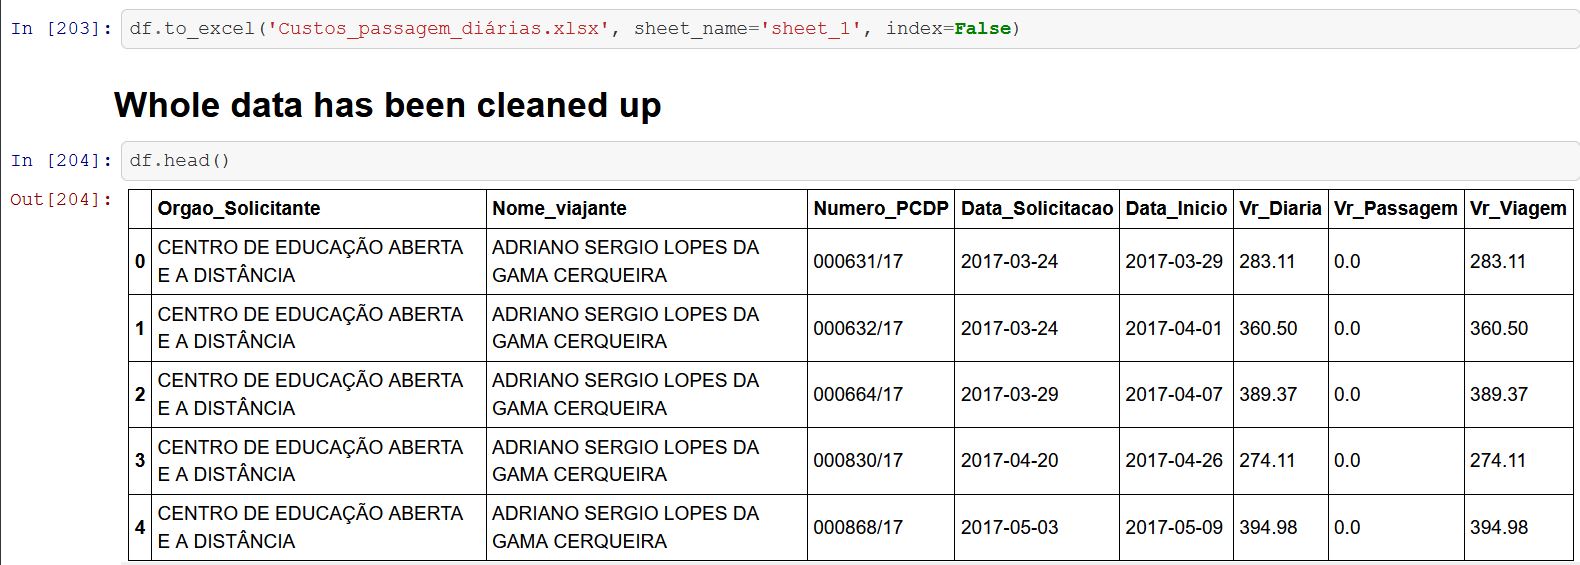 In [203]: df.to_excel('Custos_passagem_diárias.xlsx', sheet_name='sheet_1', index=False)
Whole data has been cleaned up
In [204]: df.head()
Out[204]:
Orgao_Solicitante Nome_viajante Numero_PCDP Data_Solicitacao Data_Inicio Vr_Diaria Vr_Passagem Vr_Viagem
CENTRO DE EDUCAÇÃO ABERTA ADRIANO SERGIO LOPES DA
0 000631/17 2017-03-24 2017-03-29 283.11 0.0 283.11
E A DISTÂNCIA GAMA CERQUEIRA
CENTRO DE EDUCAÇÃO ABERTA ADRIANO SERGIO LOPES DA
1 000632/17 2017-03-24 2017-04-01 360.50 0.0 360.50
E A DISTÂNCIA GAMA CERQUEIRA
CENTRO DE EDUCAÇÃO ABERTA ADRIANO SERGIO LOPES DA
2 000664/17 2017-03-29 2017-04-07 389.37 0.0 389.37
E A DISTÂNCIA GAMA CERQUEIRA
CENTRO DE EDUCAÇÃO ABERTA ADRIANO SERGIO LOPES DA
3 000830/17 2017-04-20 2017-04-26 274.11 0.0 274.11
E A DISTÂNCIA GAMA CERQUEIRA
CENTRO DE EDUCAÇÃO ABERTA ADRIANO SERGIO LOPES DA
4 000868/17 2017-05-03 2017-05-09 394.98 0.0 394.98
E A DISTÂNCIA GAMA CERQUEIRA